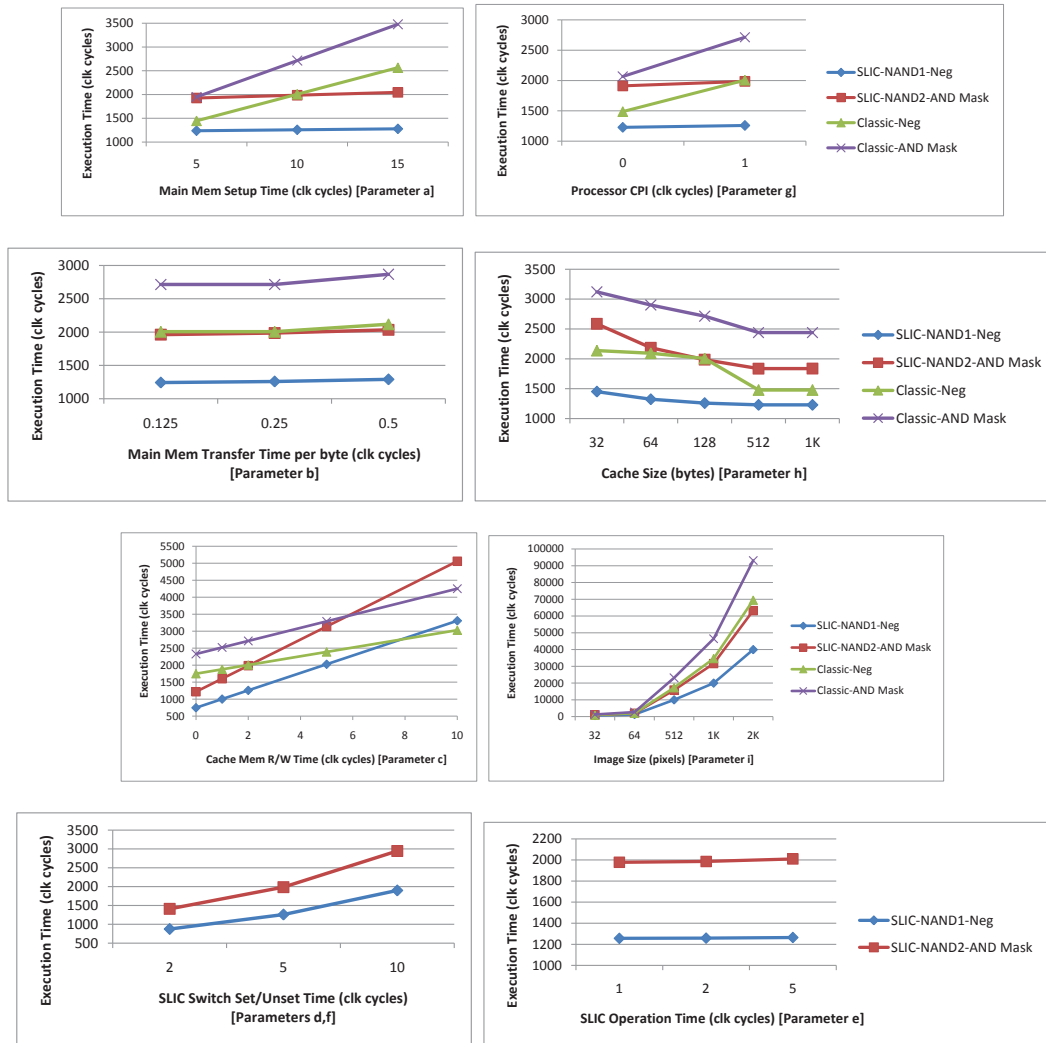 Execution Time (clk cycles)
3500
3000
2500
2000
1500
1000
5 10 15
Main Mem Setup Time (clk cycles) [Parameter a]
Execution Time (clk cycles)
3000
2500
2000
1500
1000
0 1
Processor CPI (clk cycles) [Parameter g]
SLIC-NAND1-Neg
SLIC-NAND2-AND Mask
Classic-Neg
Classic-AND Mask
Execution Time (clk cycles)
3000
2500
2000
1500
1000
0.125 0.25 0.5
Main Mem Transfer Time per byte (clk cycles)
[Parameter b]
Execution Time (clk cycles)
3500
3000
2500
2000
1500
1000
32 64 128 512 1K
Cache Size (bytes) [Parameter h]
SLIC-NAND1-Neg
SLIC-NAND2-AND Mask
Classic-Neg
Classic-AND Mask
Execution Time (clk cycles)
5500
5000
4500
4000
3500
3000
2500
2000
1500
1000
500
0 2 4 6 8 10
Cache Mem R/W Time (clk cycles) [Parameter c]
Execution Time (clk cycles)
100000
90000
80000
70000
60000
50000
40000
30000
20000
10000
0
32 64 512 1K 2K
Image Size (pixels) [Parameter i]
SLIC-NAND1-Neg
SLIC-NAND2-AND Mask
Classic-Neg
Classic-AND Mask
Execution Time (clk cycles)
3500
3000
2500
2000
1500
1000
500
2 5 10
SLIC Switch Set/Unset Time (clk cycles)
[Parameters d,f]
Execution Time (clk cycles)
2200
2000
1800
1600
1400
1200
1000
1 2 5
SLIC Operation Time (clk cycles) [Parameter e]
SLIC-NAND1-Neg
SLIC-NAND2-AND Mask